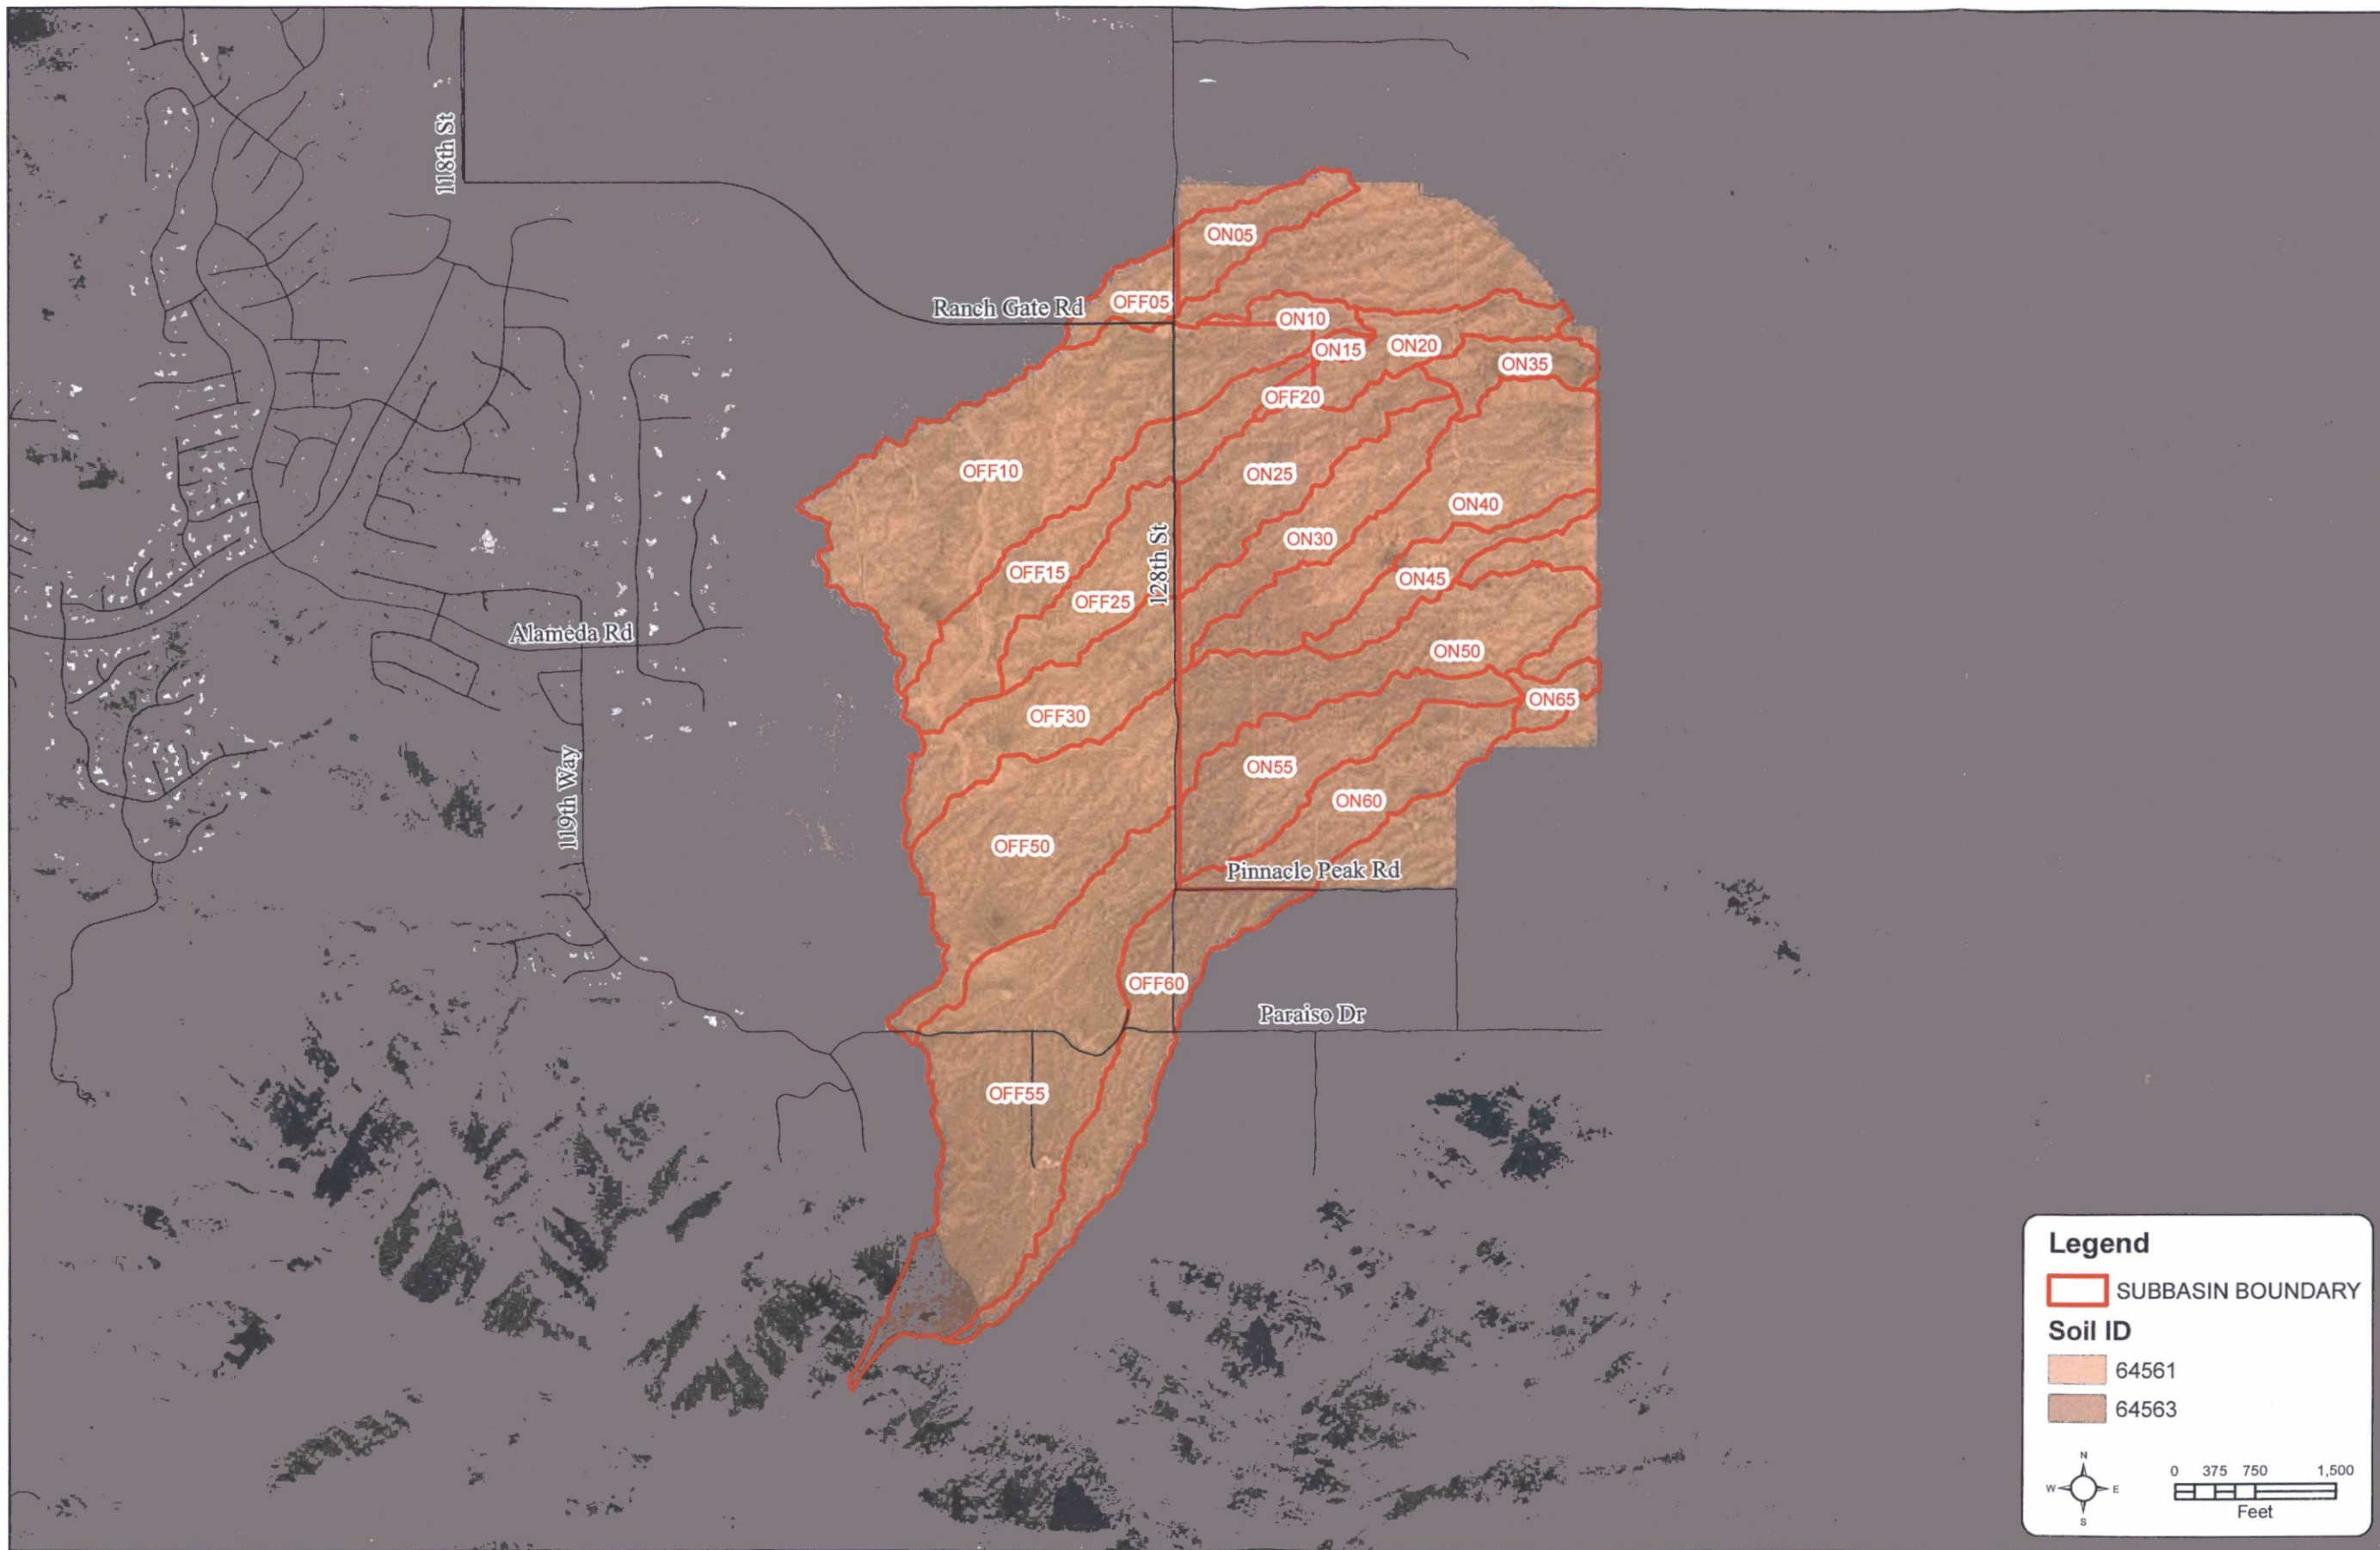 118th St
ON05
OFF05
Ranch Gate Rd
ON10
ON15
ON20
ON35
OFF20
OFF10
ON25
ON40
128th St
ON30
OFF15
ON45
OFF25
Alameda Rd
ON50
ON65
OFF30
119th Way
ON55
ON60
OFF50
Pinnacle Peak Rd
OFF60
Paraiso Dr
OFF55
Legend
SUBBASIN BOUNDARY
Soil ID
64561
64563
N
W E
S
0 375 750 1,500
Feet